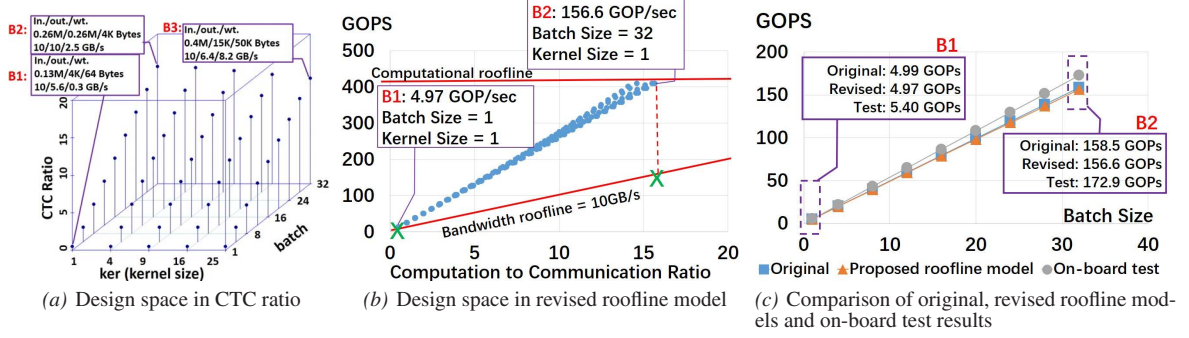 B2:
In./out./wt.
0.26M/0.26M/4K Bytes
10/10/2.5 GB/s
B3:
In./out./wt.
0.4M/15K/50K Bytes
10/6.4/8.2 GB/s
B1:
In./out./wt.
0.13M/4K/64 Bytes
10/5.6/0.3 GB/s
CTC Ratio
20
15
10
5
0
1
4
9
16
25
ker (kernel size)
1
8
16
24
32
batch
(a) Design space in CTC ratio
GOPS
B2: 156.6 GOP/sec
Batch Size = 32
Kernel Size = 1
500
400
300
200
100
0
Computational roofline
B1: 4.97 GOP/sec
Batch Size = 1
Kernel Size = 1
Bandwidth roofline = 10GB/s
X
X
0
5
10
15
20
Computation to Communication Ratio
(b) Design space in revised roofline model
GOPS
200
150
100
50
0
B1
Original: 4.99 GOPs
Revised: 4.97 GOPs
Test: 5.40 GOPs
B2
Original: 158.5 GOPs
Revised: 156.6 GOPs
Test: 172.9 GOPs
Batch Size
0
10
20
30
40
Original
Proposed roofline model
On-board test
(c) Comparison of original, revised roofline mod-
els and on-board test results